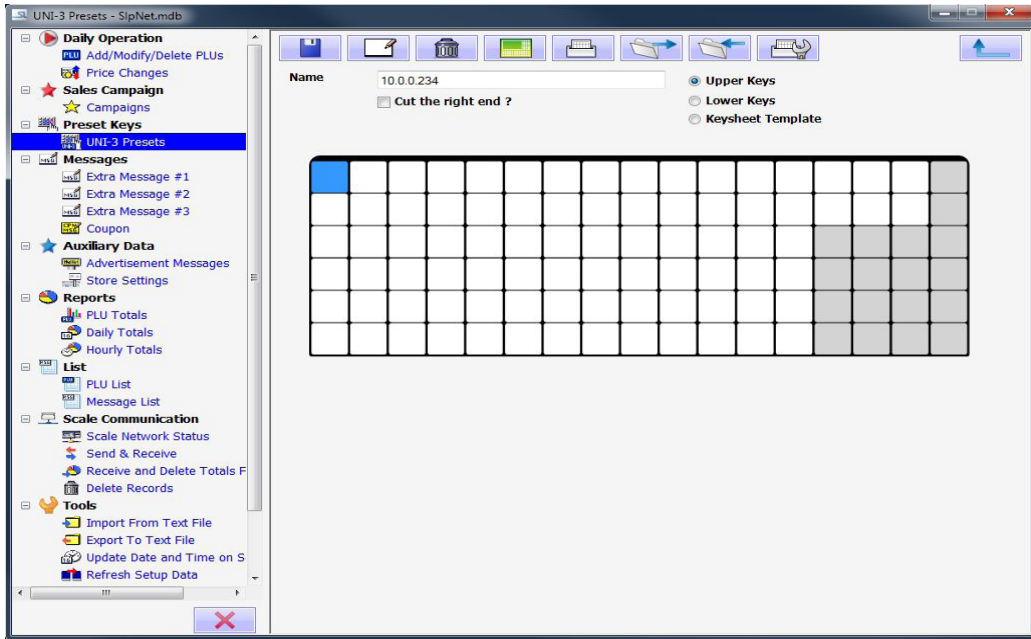 UNI-3 Presets - SlpNet.mdb
Daily Operation
Add/Modify/Delete PLUs
Price Changes
Sales Campaign
Campaigns
Preset Keys
UNI-3 Presets
Messages
Extra Message #1
Extra Message #2
Extra Message #3
Coupon
Auxiliary Data
Advertisement Messages
Store Settings
Reports
PLU Totals
Daily Totals
Hourly Totals
List
PLU List
Message List
Scale Communication
Scale Network Status
Send & Receive
Receive and Delete Totals F
Delete Records
Tools
Import From Text File
Export To Text File
Update Date and Time on S
Refresh Setup Data
Name
10.0.0.234
Cut the right end ?
Upper Keys
Lower Keys
Keysheet Template